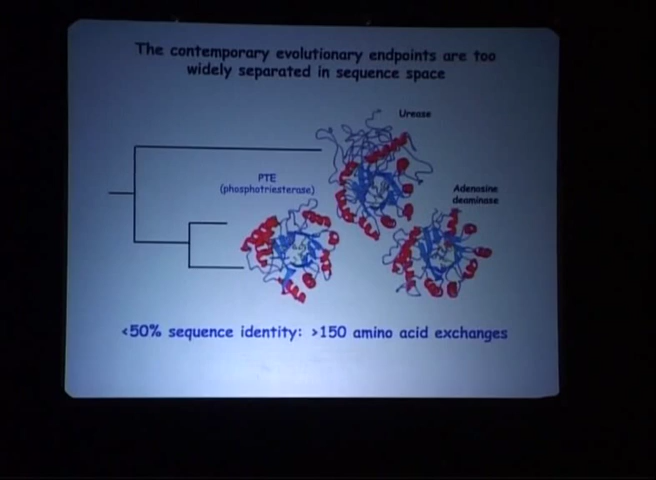 The contemporary evolutionary endpoints are too
widely separated in sequence space
Urease
PTE
(phosphotriesterase)
Adenosine
deaminase
<50% sequence identity: >150 amino acid exchanges